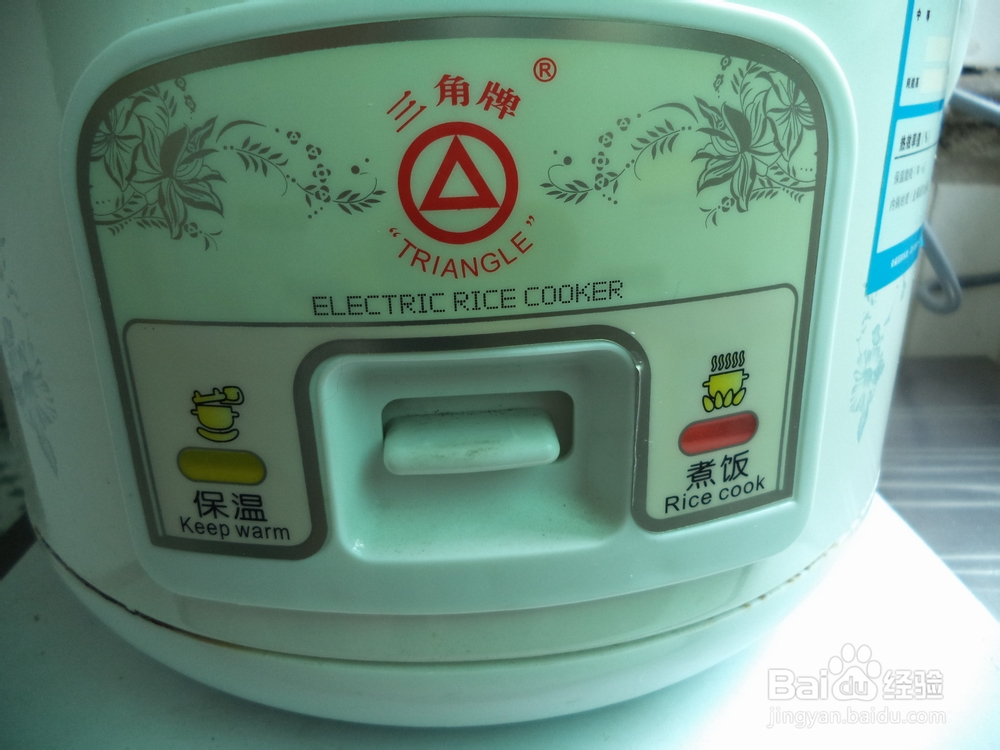 三角牌®
"TRIANGLE"
ELECTRIC RICE COOKER
保温
Keep warm
煮饭
Rice cook
Baidu经验
jingyan.baidu.com